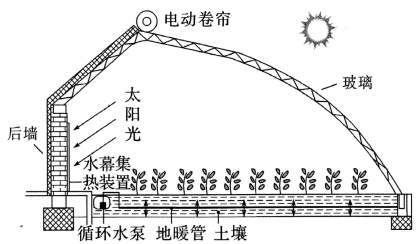 电动卷帘
玻璃
太
阳
光
后墙
水幕集
热装置
循环水泵 地暖管 土壤